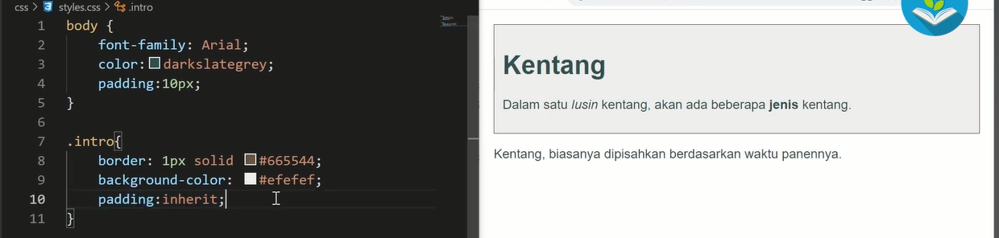 css > styles.css > .intro
1 body {
2 font-family: Arial;
3 color: darkslategrey;
4 padding:10px;
5 }
6
7 .intro{
8 border: 1px solid #665544;
9 background-color: #efefef;
10 padding:inherit;
11 }
Kentang
Dalam satu lusin kentang, akan ada beberapa jenis kentang.
Kentang, biasanya dipisahkan berdasarkan waktu panennya.